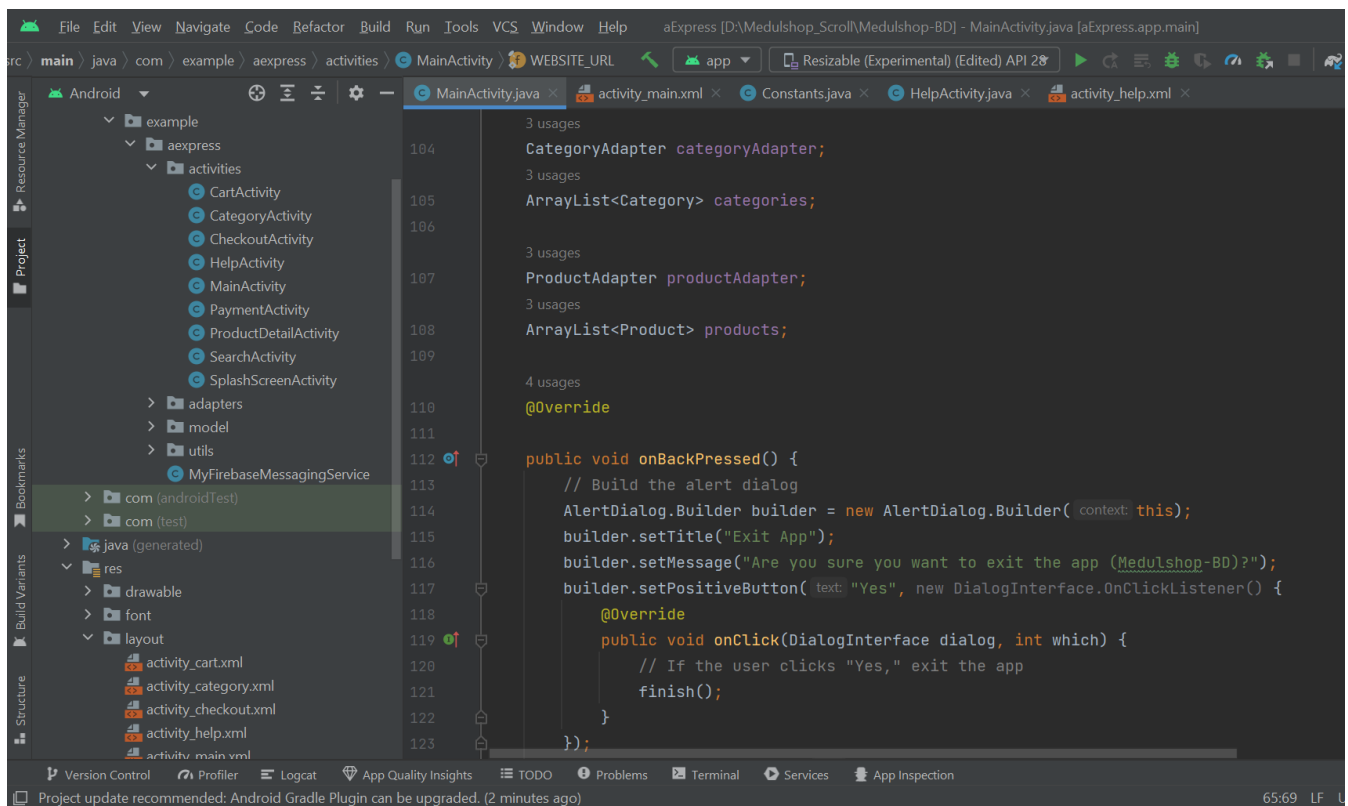 File Edit View Navigate Code Refactor Build Run Tools VCS Window Help aExpress [D:\Medulshop_Scroll\Medulshop-BD] - MainActivity.java [aExpress.app.main]
src main java com example aexpress activities MainActivity WEBSITE_URL app Resizable (Experimental) (Edited) API 28
Android
MainActivity.java activity_main.xml Constants.java HelpActivity.java activity_help.xml
Resource Manager
Project
Bookmarks
Build Variants
Structure
example
aexpress
activities
CartActivity
CategoryActivity
CheckoutActivity
HelpActivity
MainActivity
PaymentActivity
ProductDetailActivity
SearchActivity
SplashScreenActivity
adapters
model
utils
MyFirebaseMessagingService
com (androidTest)
com (test)
java (generated)
res
drawable
font
layout
activity_cart.xml
activity_category.xml
activity_checkout.xml
activity_help.xml
activity_main.xml
3 usages
104 CategoryAdapter categoryAdapter;
3 usages
105 ArrayList<Category> categories;
106
3 usages
107 ProductAdapter productAdapter;
3 usages
108 ArrayList<Product> products;
109
4 usages
110 @Override
111
112 public void onBackPressed() {
113 // Build the alert dialog
114 AlertDialog.Builder builder = new AlertDialog.Builder( context: this);
115 builder.setTitle("Exit App");
116 builder.setMessage("Are you sure you want to exit the app (Medulshop-BD)?");
117 builder.setPositiveButton( text: "Yes", new DialogInterface.OnClickListener() {
118 @Override
119 public void onClick(DialogInterface dialog, int which) {
120 // If the user clicks "Yes," exit the app
121 finish();
122 }
123 });
Version Control Profiler Logcat App Quality Insights TODO Problems Terminal Services App Inspection
Project update recommended: Android Gradle Plugin can be upgraded. (2 minutes ago) 65:69 LF